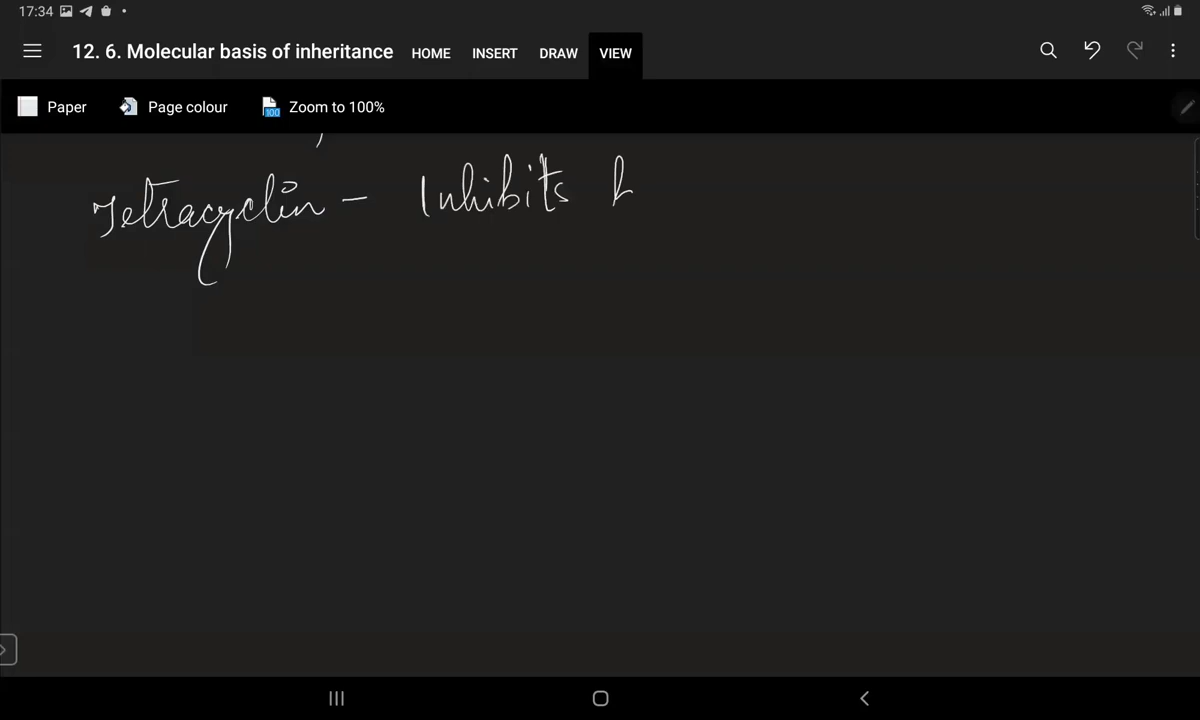 17:34
12. 6. Molecular basis of inheritance HOME INSERT DRAW VIEW
Paper Page colour 100 Zoom to 100%
Tetracyclin – Inhibits